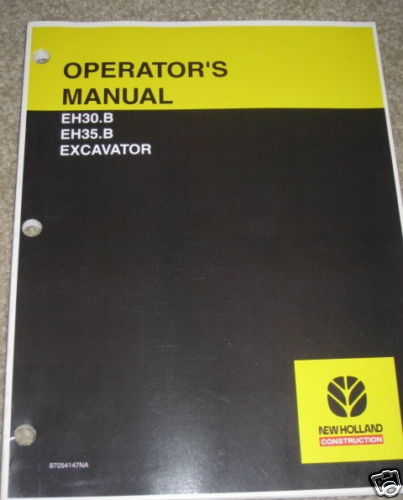 OPERATOR'S
MANUAL
EH30.B
EH35.B
EXCAVATOR
NEW HOLLAND
CONSTRUCTION
87054147NA